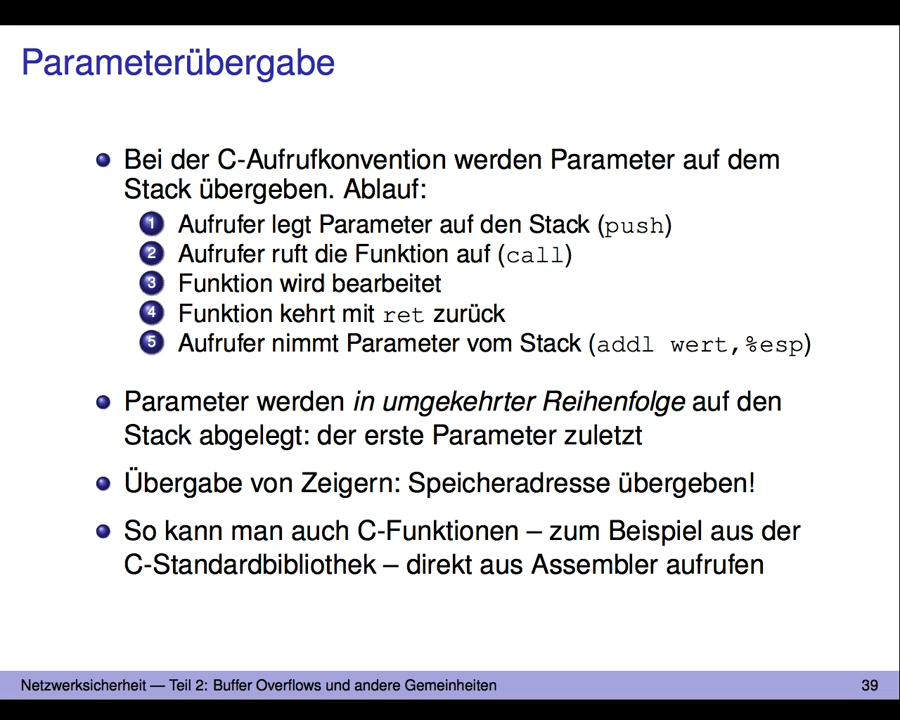 Parameterübergabe
Bei der C-Aufrufkonvention werden Parameter auf dem
Stack übergeben. Ablauf:
1 Aufrufer legt Parameter auf den Stack (push)
2 Aufrufer ruft die Funktion auf (call)
3 Funktion wird bearbeitet
4 Funktion kehrt mit ret zurück
5 Aufrufer nimmt Parameter vom Stack (addl wert,%esp)
Parameter werden in umgekehrter Reihenfolge auf den
Stack abgelegt: der erste Parameter zuletzt
Übergabe von Zeigern: Speicheradresse übergeben!
So kann man auch C-Funktionen – zum Beispiel aus der
C-Standardbibliothek – direkt aus Assembler aufrufen
Netzwerksicherheit — Teil 2: Buffer Overflows und andere Gemeinheiten 39